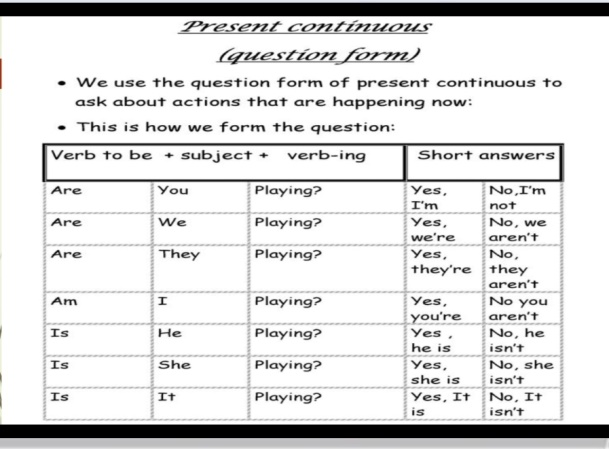 Present continuous
(question form)
• We use the question form of present continuous to
ask about actions that are happening now:
• This is how we form the question:
Verb to be + subject + verb-ing Short answers
Are You Playing? Yes, I'm No,I'm not
Are We Playing? Yes, we're No, we aren't
Are They Playing? Yes, they're No, they aren't
Am I Playing? Yes, you're No you aren't
Is He Playing? Yes , he is No, he isn't
Is She Playing? Yes, she is No, she isn't
Is It Playing? Yes, It is No, It isn't